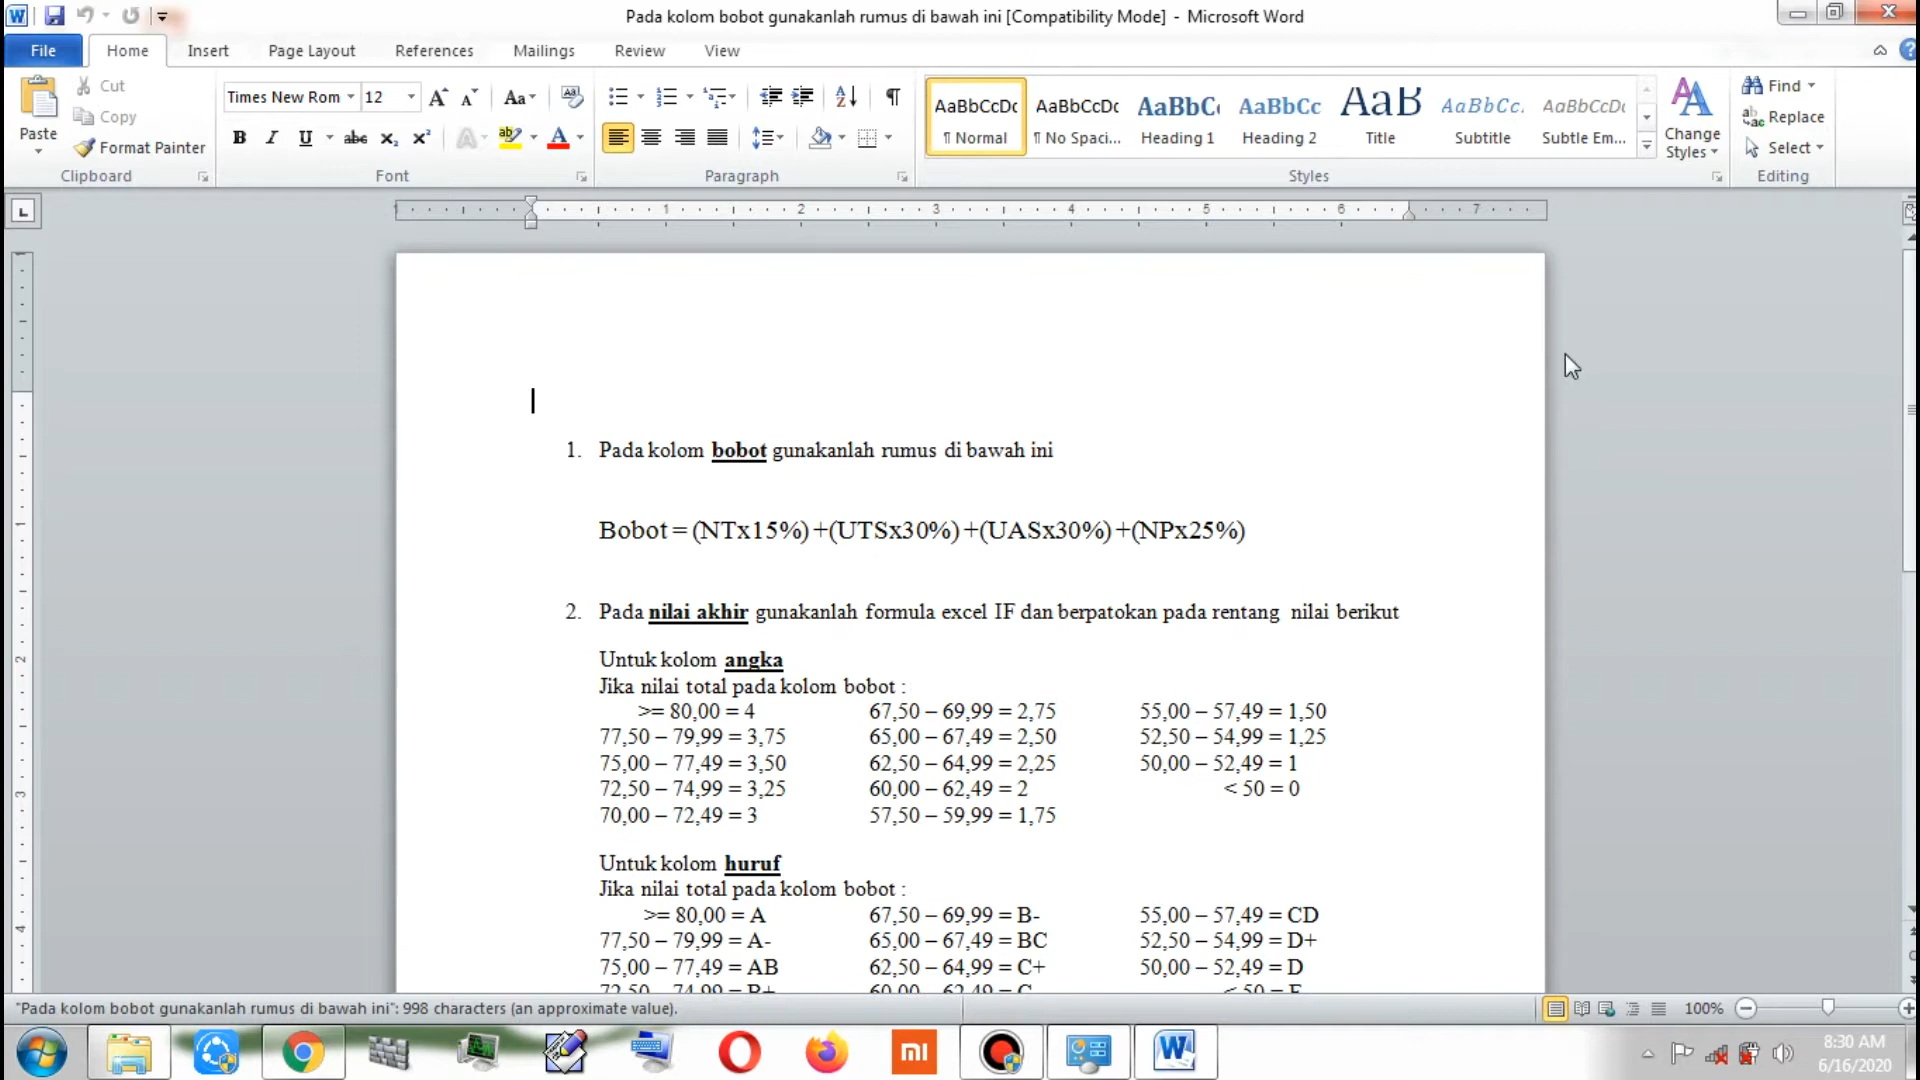 Pada kolom bobot gunakanlah rumus di bawah ini [Compatibility Mode] - Microsoft Word
File Home Insert Page Layout References Mailings Review View
Cut
Copy
Format Painter
Paste
Clipboard
Times New Rom 12
Font
Paragraph
AaBbCcDc AaBbCcDc AaBbC AaBbCc AaB AaBbCc. AaBbCcDc
¶ Normal ¶ No Spaci... Heading 1 Heading 2 Title Subtitle Subtle Em...
Styles
Change Styles
Find
Replace
Select
Editing
1 2 3 4 5 6 7
1. Pada kolom bobot gunakanlah rumus di bawah ini
Bobot = (NTx15%) +(UTSx30%) +(UASx30%) +(NPx25%)
2. Pada nilai akhir gunakanlah formula excel IF dan berpatokan pada rentang nilai berikut
Untuk kolom angka
Jika nilai total pada kolom bobot :
>= 80,00 = 4 67,50 – 69,99 = 2,75 55,00 – 57,49 = 1,50
77,50 – 79,99 = 3,75 65,00 – 67,49 = 2,50 52,50 – 54,99 = 1,25
75,00 – 77,49 = 3,50 62,50 – 64,99 = 2,25 50,00 – 52,49 = 1
72,50 – 74,99 = 3,25 60,00 – 62,49 = 2 < 50 = 0
70,00 – 72,49 = 3 57,50 – 59,99 = 1,75
Untuk kolom huruf
Jika nilai total pada kolom bobot :
>= 80,00 = A 67,50 – 69,99 = B- 55,00 – 57,49 = CD
77,50 – 79,99 = A- 65,00 – 67,49 = BC 52,50 – 54,99 = D+
75,00 – 77,49 = AB 62,50 – 64,99 = C+ 50,00 – 52,49 = D
72,50 – 74,99 = B+ 60,00 – 62,49 = C < 50 = E
"Pada kolom bobot gunakanlah rumus di bawah ini": 998 characters (an approximate value).
100%
mi
8:30 AM
6/16/2020